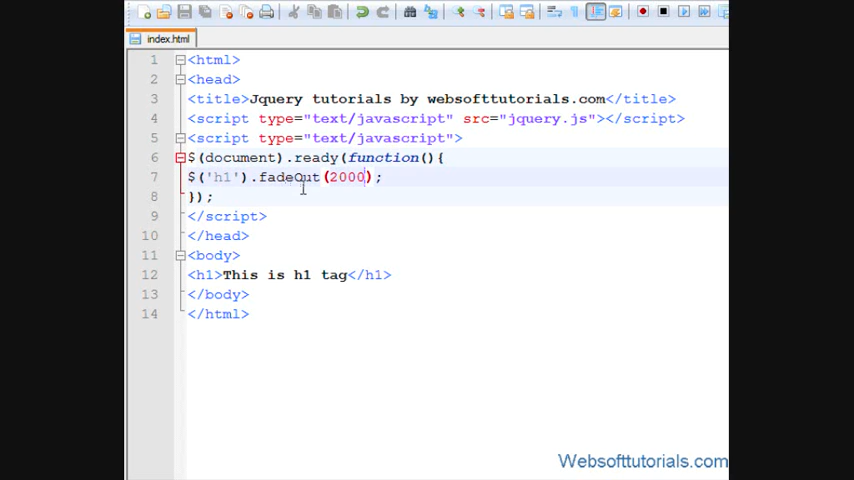 index.html
1 <html>
2 <head>
3 <title>Jquery tutorials by websofttutorials.com</title>
4 <script type="text/javascript" src="jquery.js"></script>
5 <script type="text/javascript">
6 $(document).ready(function(){
7 $('h1').fadeOut(2000);
8 });
9 </script>
10 </head>
11 <body>
12 <h1>This is h1 tag</h1>
13 </body>
14 </html>
Websofttutorials.com